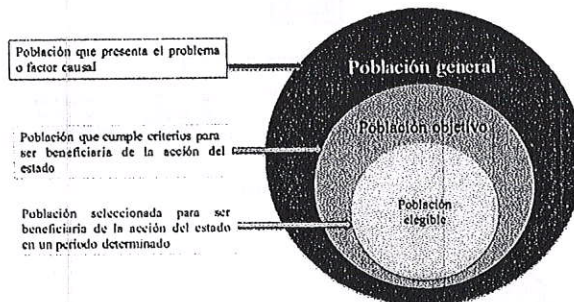 Población que presenta el problema
o factor causal
Población general
Población que cumple criterios para
ser beneficiaria de la acción del
estado
Población objetivo
Población seleccionada para ser
beneficiaria de la acción del estado
en un período determinado
Población
elegible